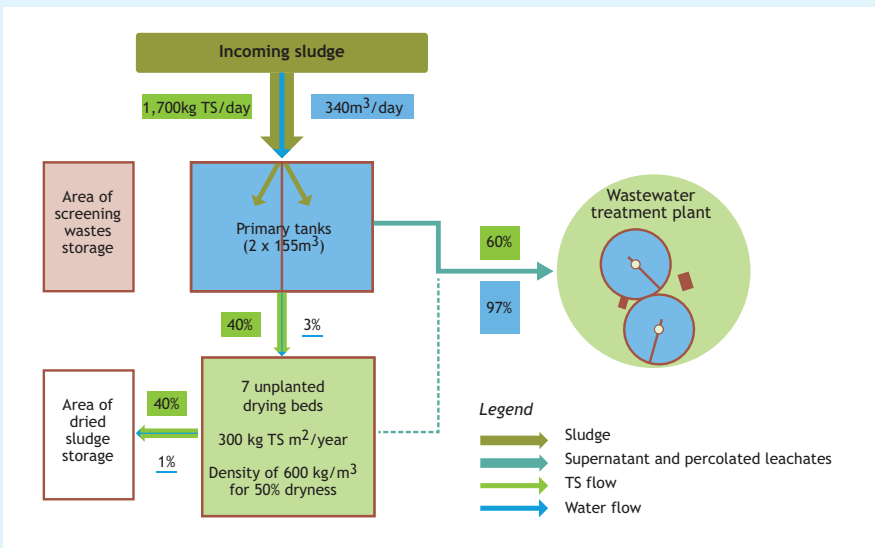 Incoming sludge
1,700kg TS/day
340m³/day
Area of
screening
wastes
storage
Primary tanks
(2 x 155m³)
Wastewater
treatment plant
60%
97%
40%
3%
Area of
dried
sludge
storage
40%
1%
7 unplanted
drying beds
300 kg TS m²/year
Density of 600 kg/m³
for 50% dryness
Legend
Sludge
Supernatant and percolated leachates
TS flow
Water flow